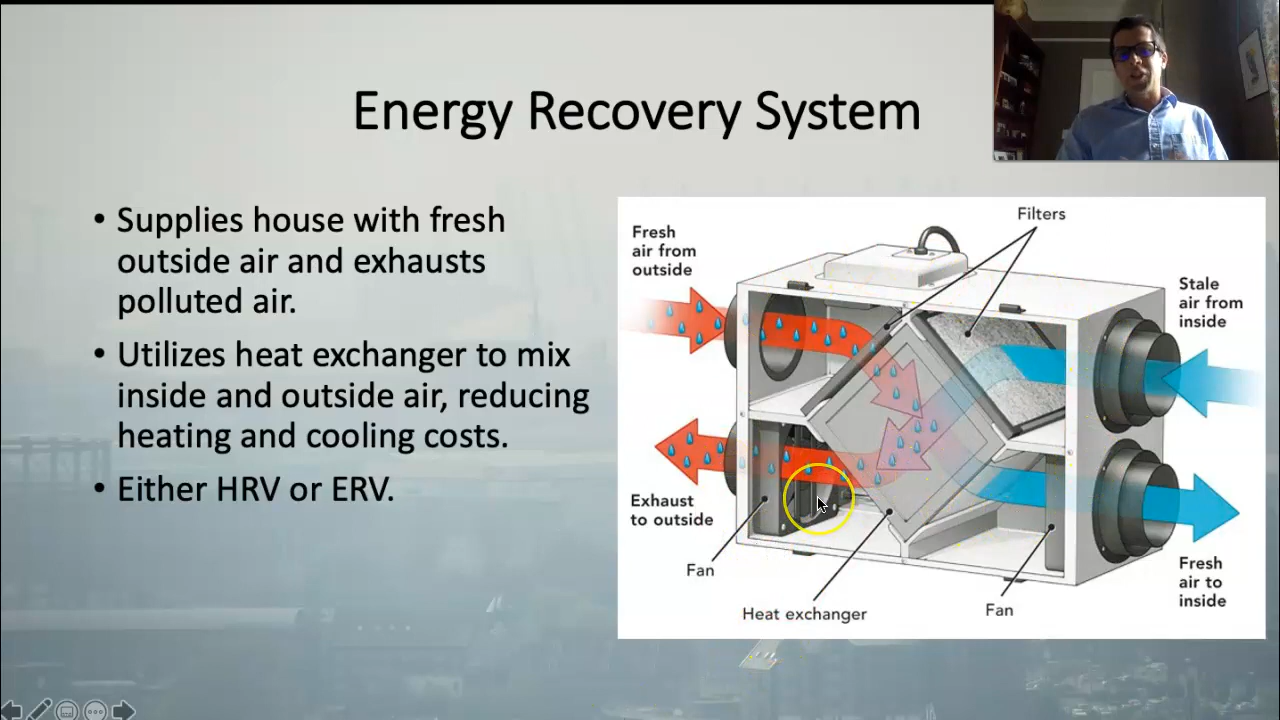 Energy Recovery System
• Supplies house with fresh
outside air and exhausts
polluted air.
• Utilizes heat exchanger to mix
inside and outside air, reducing
heating and cooling costs.
• Either HRV or ERV.
Filters
Fresh
air from
outside
Stale
air from
inside
Exhaust
to outside
Fan
Heat exchanger
Fan
Fresh
air to
inside